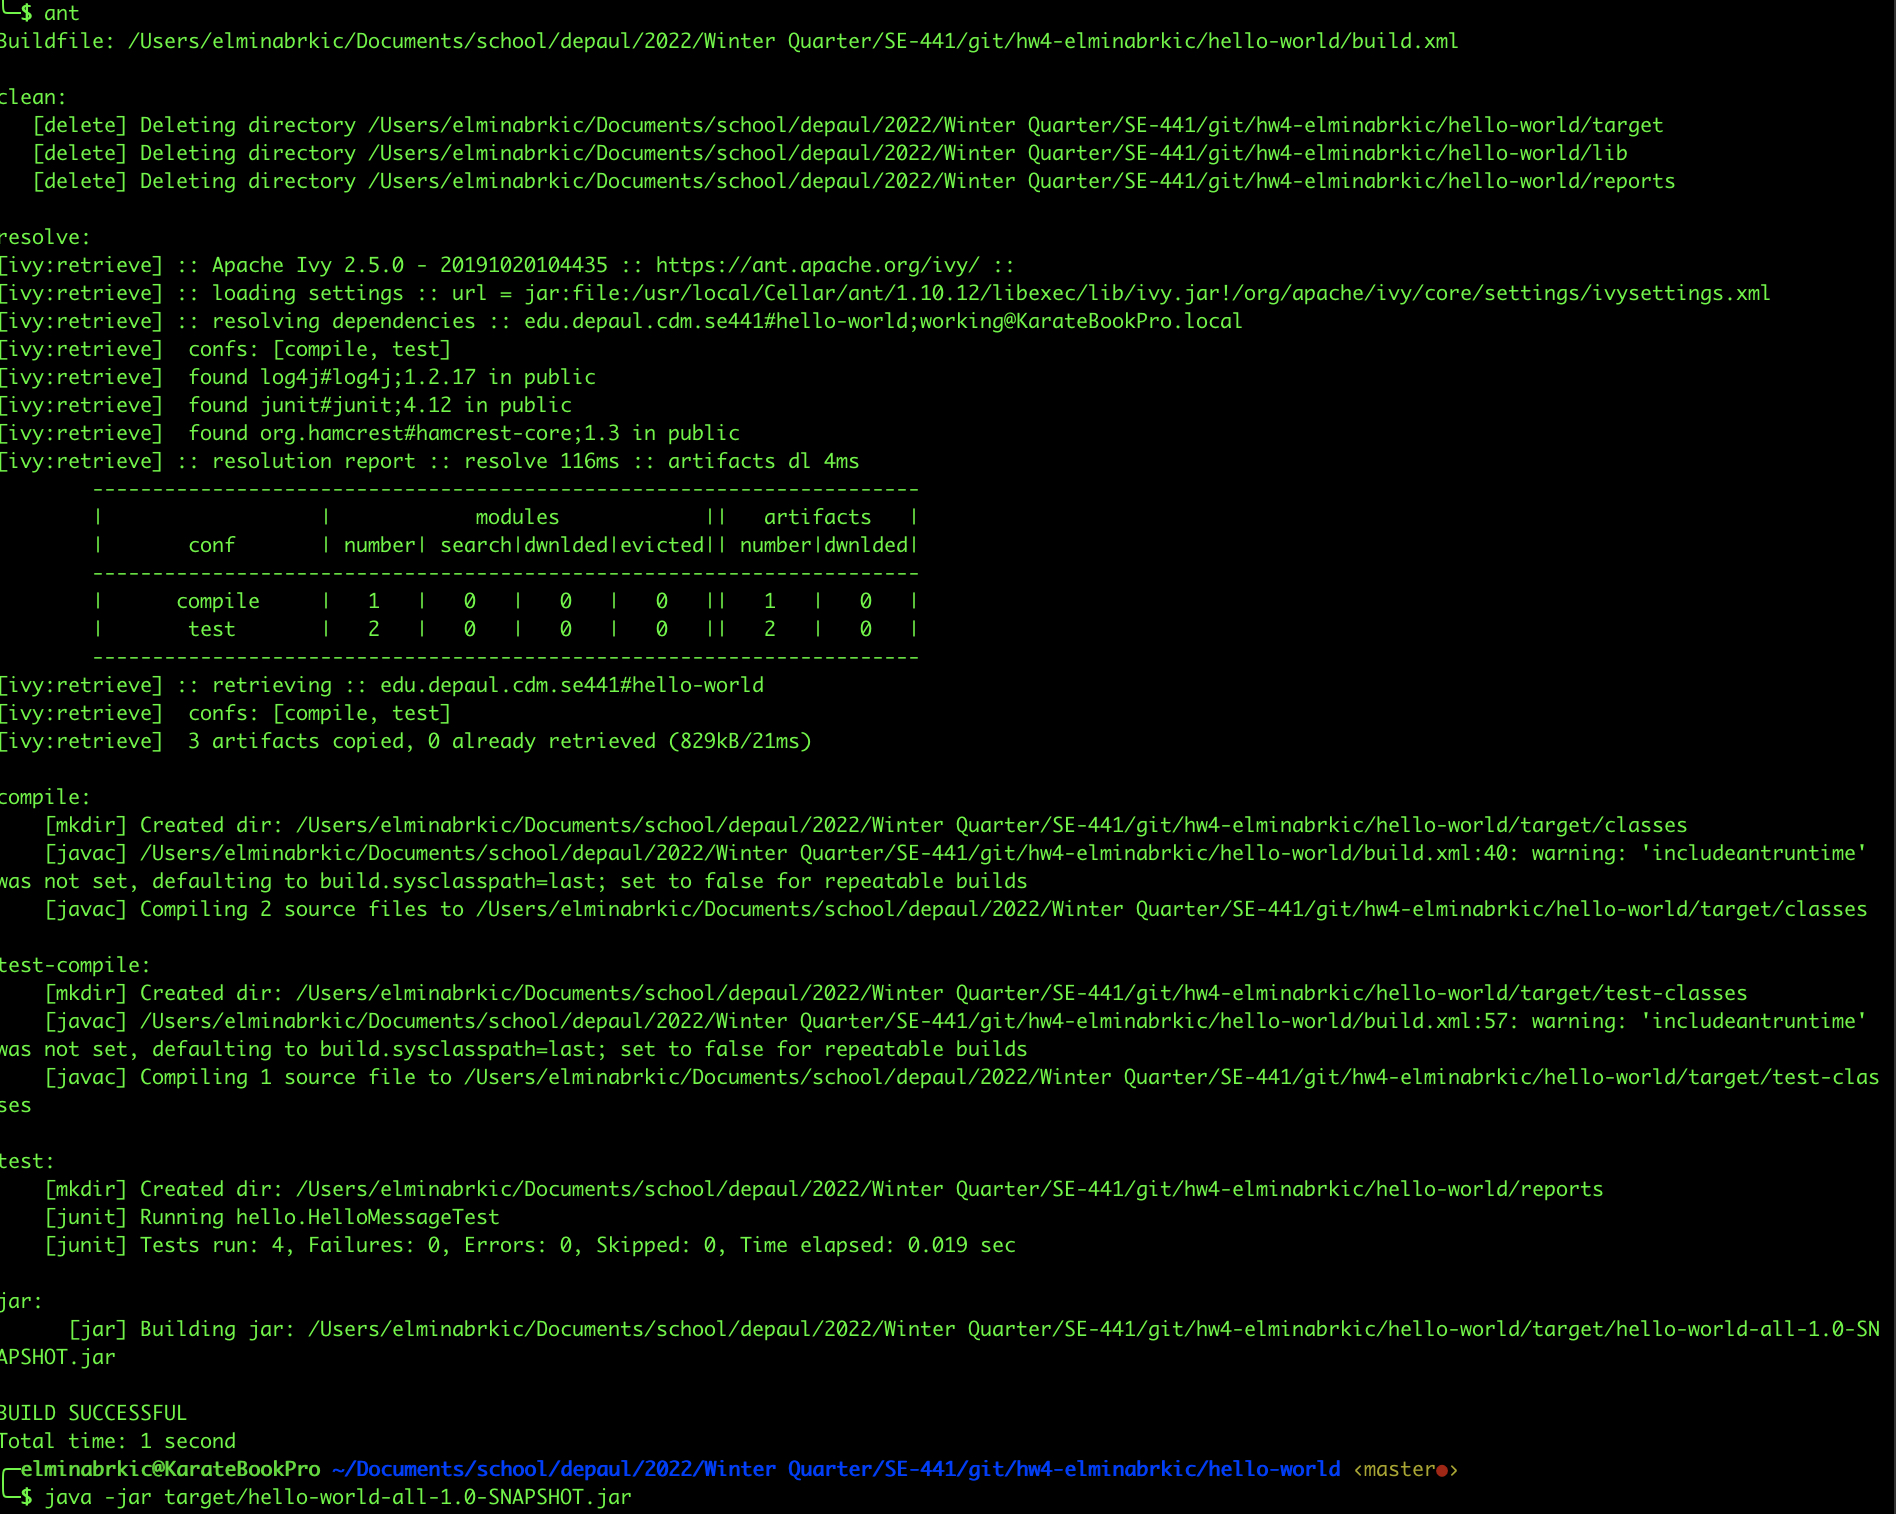 $ ant
Buildfile: /Users/elminabrkic/Documents/school/depaul/2022/Winter Quarter/SE-441/git/hw4-elminabrkic/hello-world/build.xml
clean:
[delete] Deleting directory /Users/elminabrkic/Documents/school/depaul/2022/Winter Quarter/SE-441/git/hw4-elminabrkic/hello-world/target
[delete] Deleting directory /Users/elminabrkic/Documents/school/depaul/2022/Winter Quarter/SE-441/git/hw4-elminabrkic/hello-world/lib
[delete] Deleting directory /Users/elminabrkic/Documents/school/depaul/2022/Winter Quarter/SE-441/git/hw4-elminabrkic/hello-world/reports
resolve:
[ivy:retrieve] :: Apache Ivy 2.5.0 - 20191020104435 :: https://ant.apache.org/ivy/ ::
[ivy:retrieve] :: loading settings :: url = jar:file:/usr/local/Cellar/ant/1.10.12/libexec/lib/ivy.jar!/org/apache/ivy/core/settings/ivysettings.xml
[ivy:retrieve] :: resolving dependencies :: edu.depaul.cdm.se441#hello-world;working@KarateBookPro.local
[ivy:retrieve]  confs: [compile, test]
[ivy:retrieve]  found log4j#log4j;1.2.17 in public
[ivy:retrieve]  found junit#junit;4.12 in public
[ivy:retrieve]  found org.hamcrest#hamcrest-core;1.3 in public
[ivy:retrieve] :: resolution report :: resolve 116ms :: artifacts dl 4ms
---------------------------------------------------------------------
|                  |            modules            ||   artifacts   |
|       conf       | number| search|dwnlded|evicted|| number|dwnlded|
---------------------------------------------------------------------
|      compile     |   1   |   0   |   0   |   0   ||   1   |   0   |
|       test       |   2   |   0   |   0   |   0   ||   2   |   0   |
---------------------------------------------------------------------
[ivy:retrieve] :: retrieving :: edu.depaul.cdm.se441#hello-world
[ivy:retrieve]  confs: [compile, test]
[ivy:retrieve]  3 artifacts copied, 0 already retrieved (829kB/21ms)
compile:
[mkdir] Created dir: /Users/elminabrkic/Documents/school/depaul/2022/Winter Quarter/SE-441/git/hw4-elminabrkic/hello-world/target/classes
[javac] /Users/elminabrkic/Documents/school/depaul/2022/Winter Quarter/SE-441/git/hw4-elminabrkic/hello-world/build.xml:40: warning: 'includeantruntime'
was not set, defaulting to build.sysclasspath=last; set to false for repeatable builds
[javac] Compiling 2 source files to /Users/elminabrkic/Documents/school/depaul/2022/Winter Quarter/SE-441/git/hw4-elminabrkic/hello-world/target/classes
test-compile:
[mkdir] Created dir: /Users/elminabrkic/Documents/school/depaul/2022/Winter Quarter/SE-441/git/hw4-elminabrkic/hello-world/target/test-classes
[javac] /Users/elminabrkic/Documents/school/depaul/2022/Winter Quarter/SE-441/git/hw4-elminabrkic/hello-world/build.xml:57: warning: 'includeantruntime'
was not set, defaulting to build.sysclasspath=last; set to false for repeatable builds
[javac] Compiling 1 source file to /Users/elminabrkic/Documents/school/depaul/2022/Winter Quarter/SE-441/git/hw4-elminabrkic/hello-world/target/test-clas
ses
test:
[mkdir] Created dir: /Users/elminabrkic/Documents/school/depaul/2022/Winter Quarter/SE-441/git/hw4-elminabrkic/hello-world/reports
[junit] Running hello.HelloMessageTest
[junit] Tests run: 4, Failures: 0, Errors: 0, Skipped: 0, Time elapsed: 0.019 sec
jar:
[jar] Building jar: /Users/elminabrkic/Documents/school/depaul/2022/Winter Quarter/SE-441/git/hw4-elminabrkic/hello-world/target/hello-world-all-1.0-SN
APSHOT.jar
BUILD SUCCESSFUL
Total time: 1 second
elminabrkic@KarateBookPro ~/Documents/school/depaul/2022/Winter Quarter/SE-441/git/hw4-elminabrkic/hello-world ‹master●›
$ java -jar target/hello-world-all-1.0-SNAPSHOT.jar